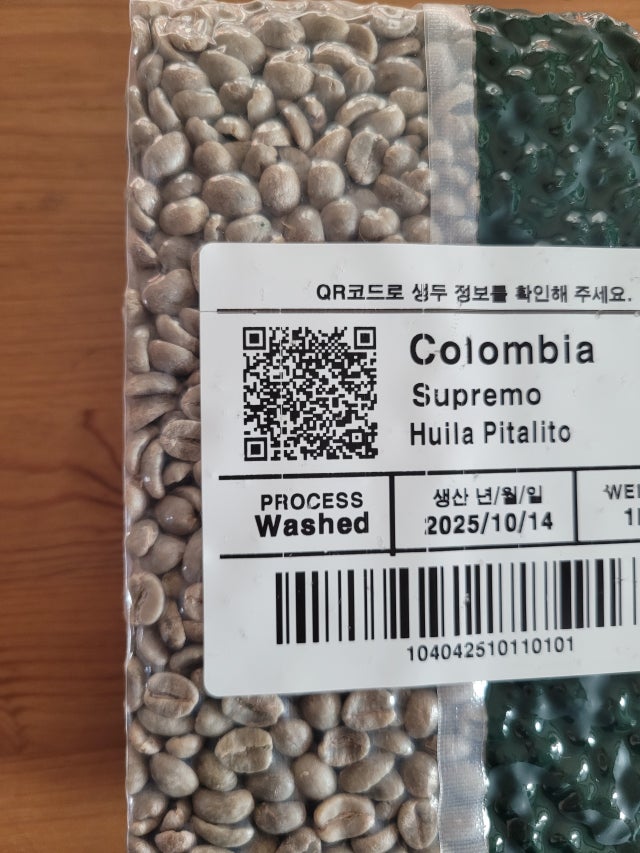 QR코드로 생두 정보를 확인해 주세요.
Colombia
Supremo
Huila Pitalito
PROCESS
Washed
생산 년/월/일
2025/10/14
104042510110101